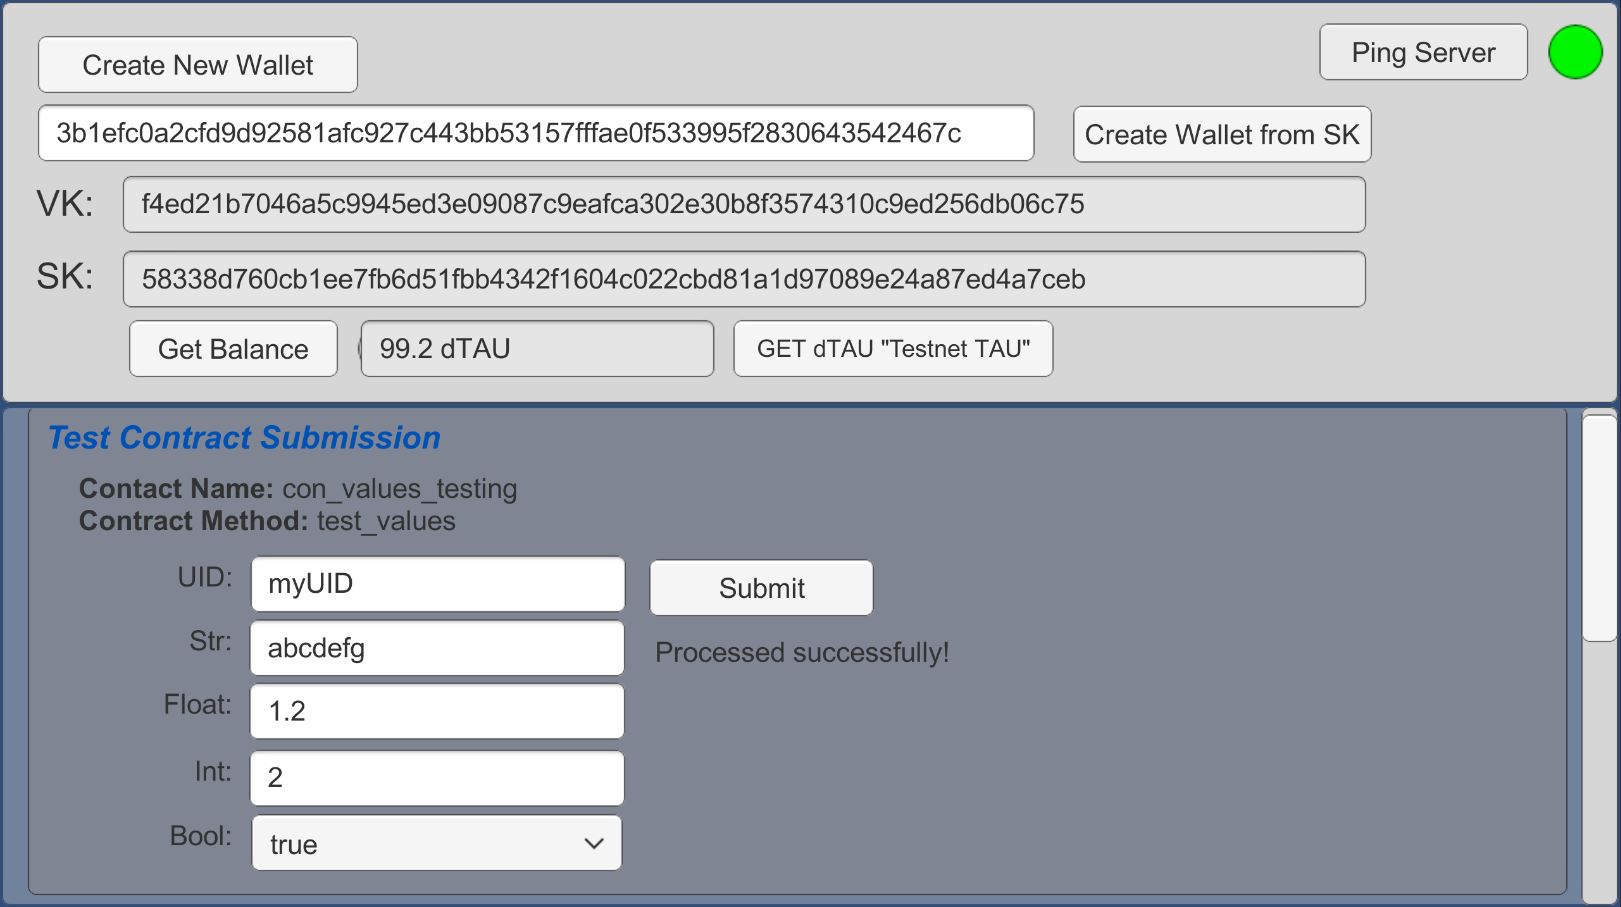 Create New Wallet
Ping Server
3b1efc0a2cfd9d92581afc927c443bb53157fffae0f533995f2830643542467c
Create Wallet from SK
VK: f4ed21b7046a5c9945ed3e09087c9eafca302e30b8f3574310c9ed256db06c75
SK: 58338d760cb1ee7fb6d51fbb4342f1604c022cbd81a1d97089e24a87ed4a7ceb
Get Balance
99.2 dTAU
GET dTAU "Testnet TAU"
Test Contract Submission
Contact Name: con_values_testing
Contract Method: test_values
UID: myUID
Submit
Str: abcdefg
Processed successfully!
Float: 1.2
Int: 2
Bool: true